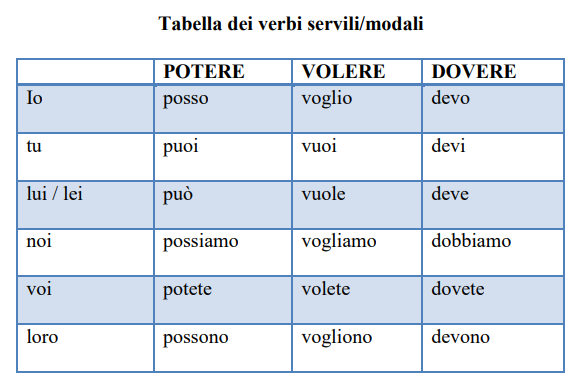 Tabella dei verbi servili/modali
POTERE VOLERE DOVERE
Io posso voglio devo
tu puoi vuoi devi
lui / lei può vuole deve
noi possiamo vogliamo dobbiamo
voi potete volete dovete
loro possono vogliono devono